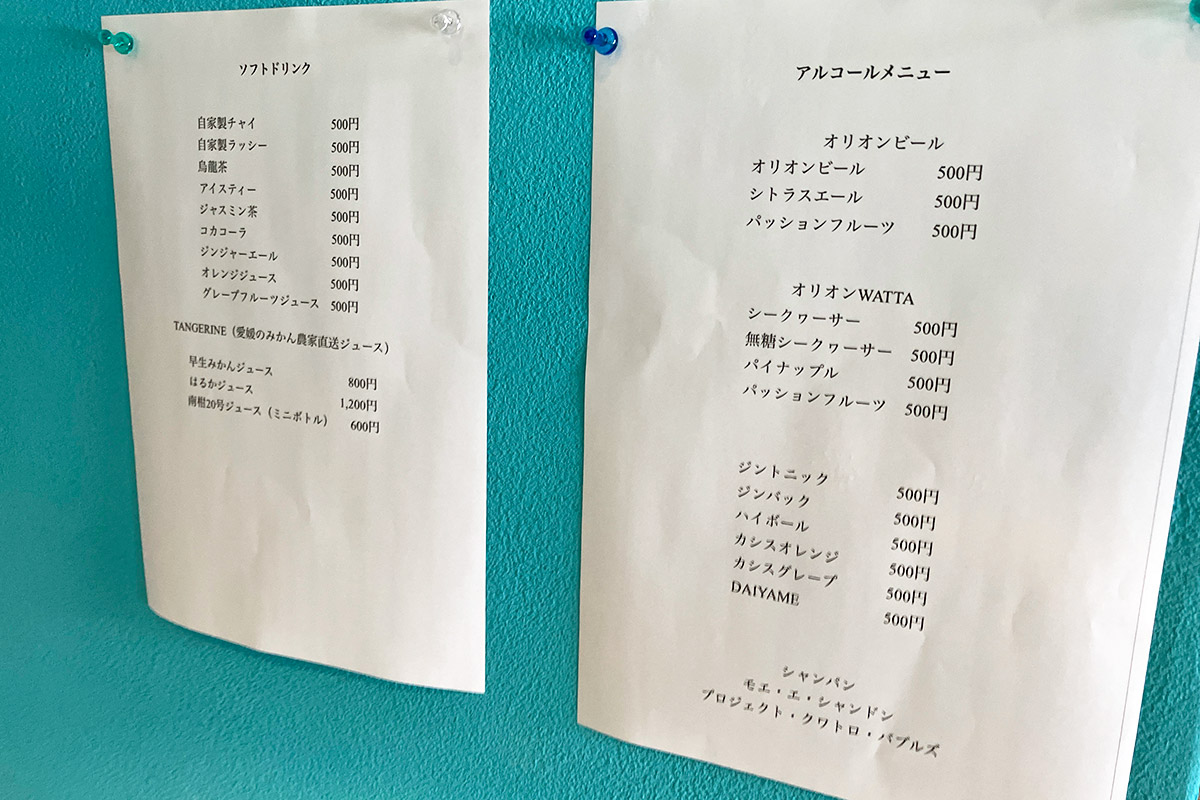 ソフトドリンク
自家製チャイ 500円
自家製ラッシー 500円
烏龍茶 500円
アイスティー 500円
ジャスミン茶 500円
コカコーラ 500円
ジンジャーエール 500円
オレンジジュース 500円
グレープフルーツジュース 500円
TANGERINE（愛媛のみかん農家直送ジュース）
早生みかんジュース 800円
はるかジュース 1,200円
南柑20号ジュース（ミニボトル） 600円
アルコールメニュー
オリオンビール
オリオンビール 500円
シトラスエール 500円
パッションフルーツ 500円
オリオンWATTA
シークヮーサー 500円
無糖シークヮーサー 500円
パイナップル 500円
パッションフルーツ 500円
ジントニック 500円
ジンバック 500円
ハイボール 500円
カシスオレンジ 500円
カシスグレープ 500円
DAIYAME 500円
シャンパン
モエ・エ・シャンドン
プロジェクト・クワトロ・バブルズ